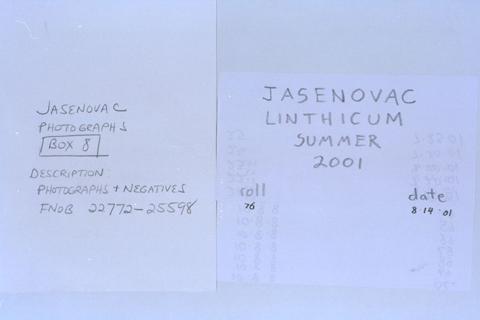 JASENOVAC
PHOTOGRAPHS
BOX 8
DESCRIPTION:
PHOTOGRAPHS + NEGATIVES
FNOB 22772-25598
JASENOVAC
LINTHICUM
SUMMER
2001
roll
76
date
8·14·01